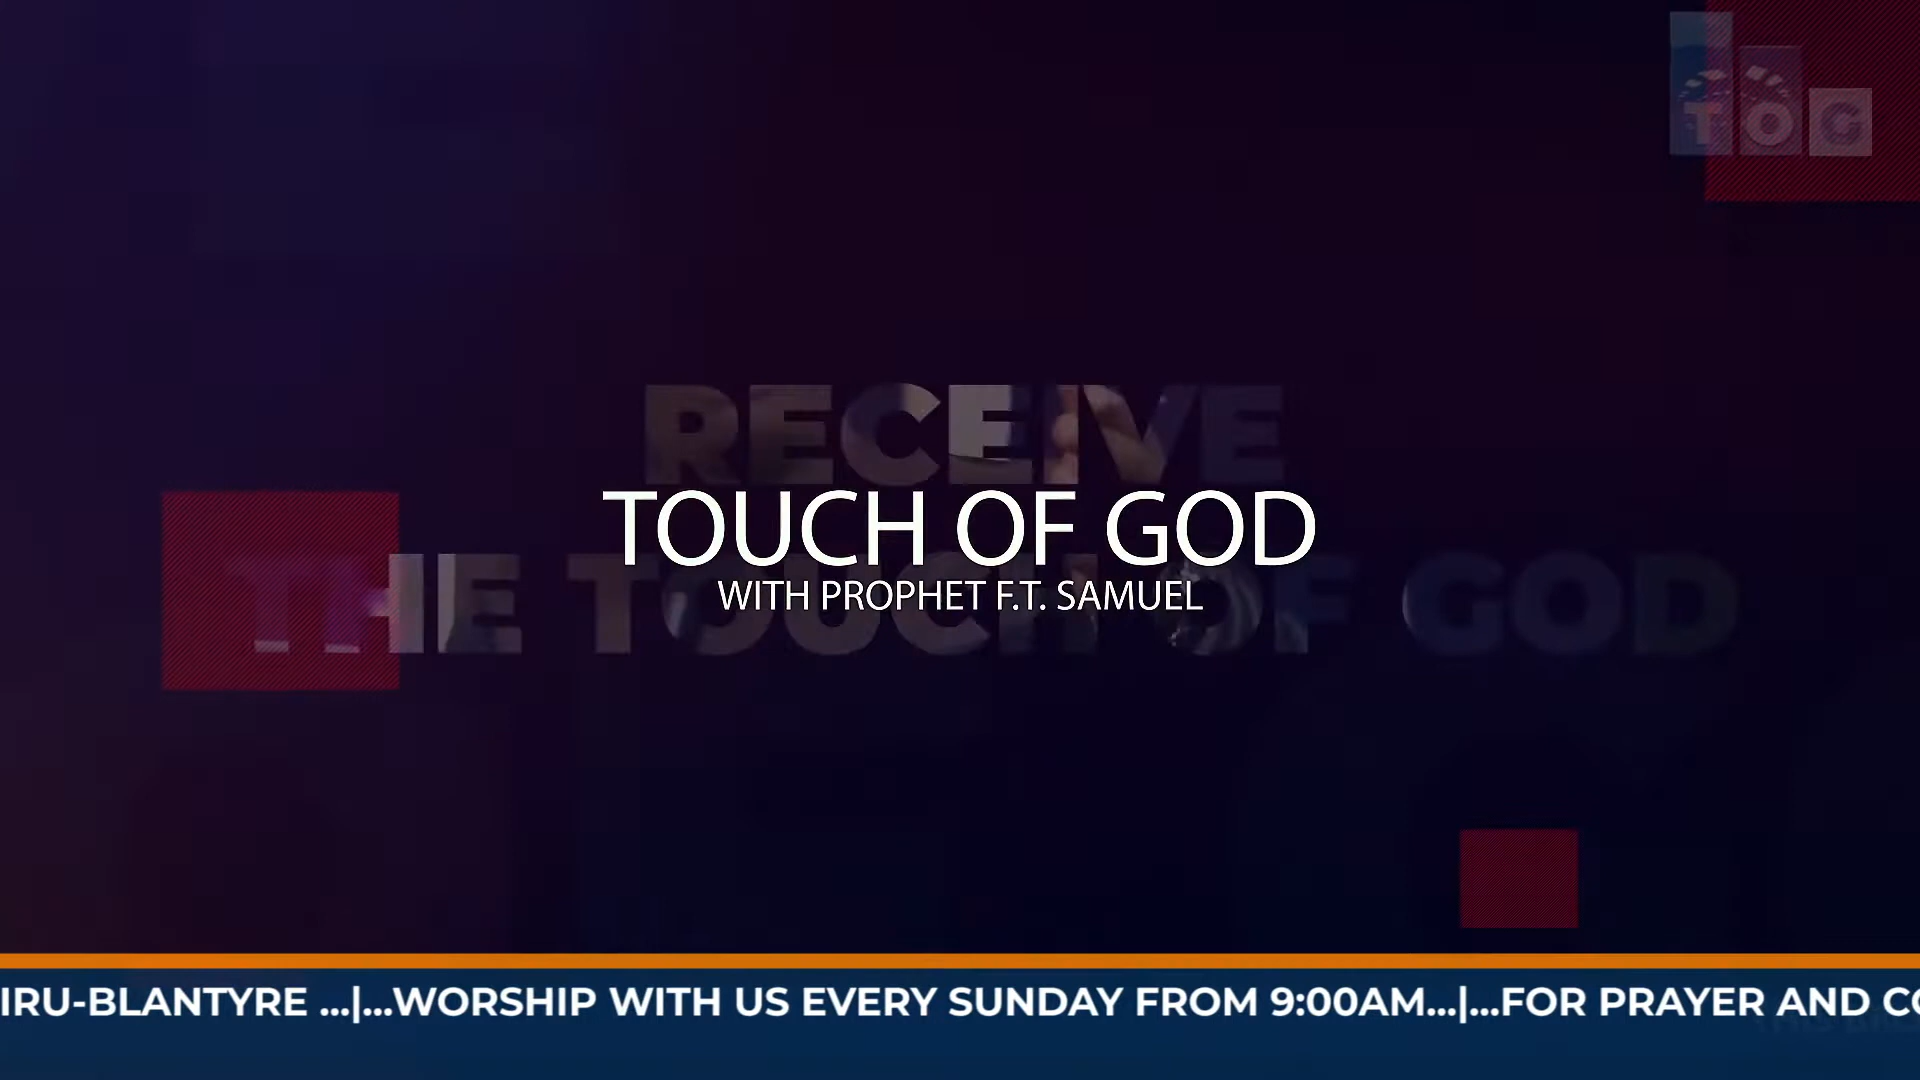 TOG
RECEIVE
TOUCH OF GOD
WITH PROPHET F.T. SAMUEL
THE TOUCH OF GOD
IRU-BLANTYRE ...|...WORSHIP WITH US EVERY SUNDAY FROM 9:00AM...|...FOR PRAYER AND CO